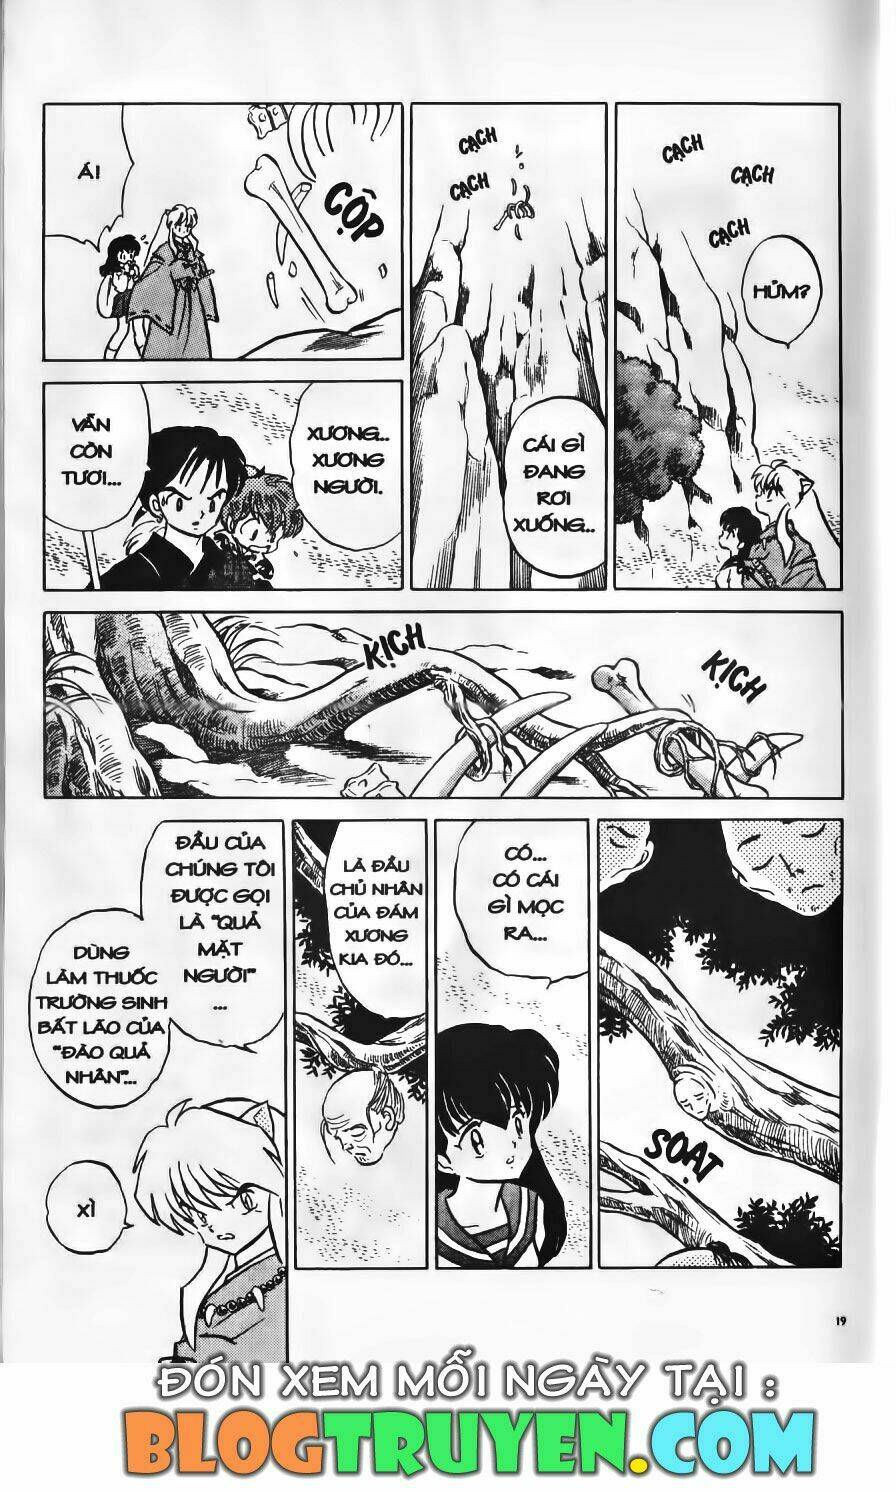 CẠCH
CẠCH
CẠCH
HỬM?
CẠCH
CẠCH
CÁI GÌ
ĐANG
RƠI
XUỐNG...
CỘP
Á!
XƯƠNG..
XƯƠNG
NGƯỜI.
VẪN
CÒN
TƯƠI...
KỊCH
KỊCH
SOẠT
CÓ...
CÓ CÁI
GÌ MỌC
RA...
LÀ ĐẦU
CHỦ NHÂN
CỦA ĐÁM
XƯƠNG
KIA ĐÓ...
ĐẦU CỦA
CHÚNG TÔI
ĐƯỢC GỌI
LÀ "QUẢ
MẶT
NGƯỜI"
...
DÙNG
LÀM THUỐC
TRƯỜNG SINH
BẤT LÃO CỦA
"ĐÀO QUẢ
NHÂN"...
XÌ
19
ĐÓN XEM MỖI NGÀY TẠI :
BLOGTRUYEN.COM